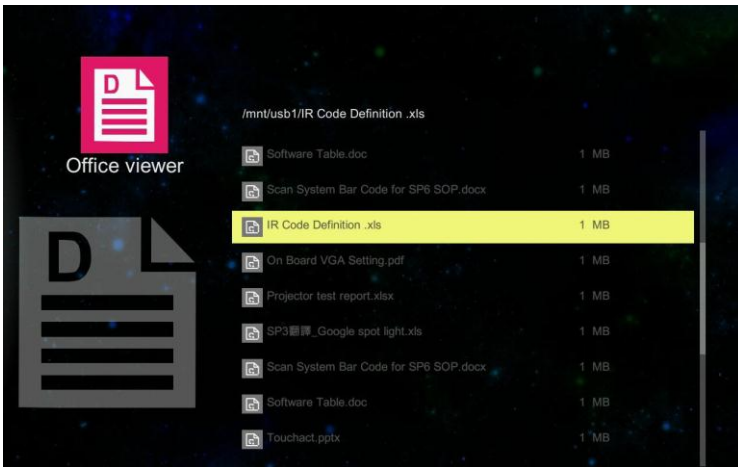 D
Office viewer
D
/mnt/usb1/IR Code Definition .xls
Software Table.doc 1 MB
Scan System Bar Code for SP6 SOP.docx 1 MB
IR Code Definition .xls 1 MB
On Board VGA Setting.pdf 1 MB
Projector test report.xlsx 1 MB
SP3翻譯_Google spot light.xls 1 MB
Scan System Bar Code for SP6 SOP.docx 1 MB
Software Table.doc 1 MB
Touchact.pptx 1 MB